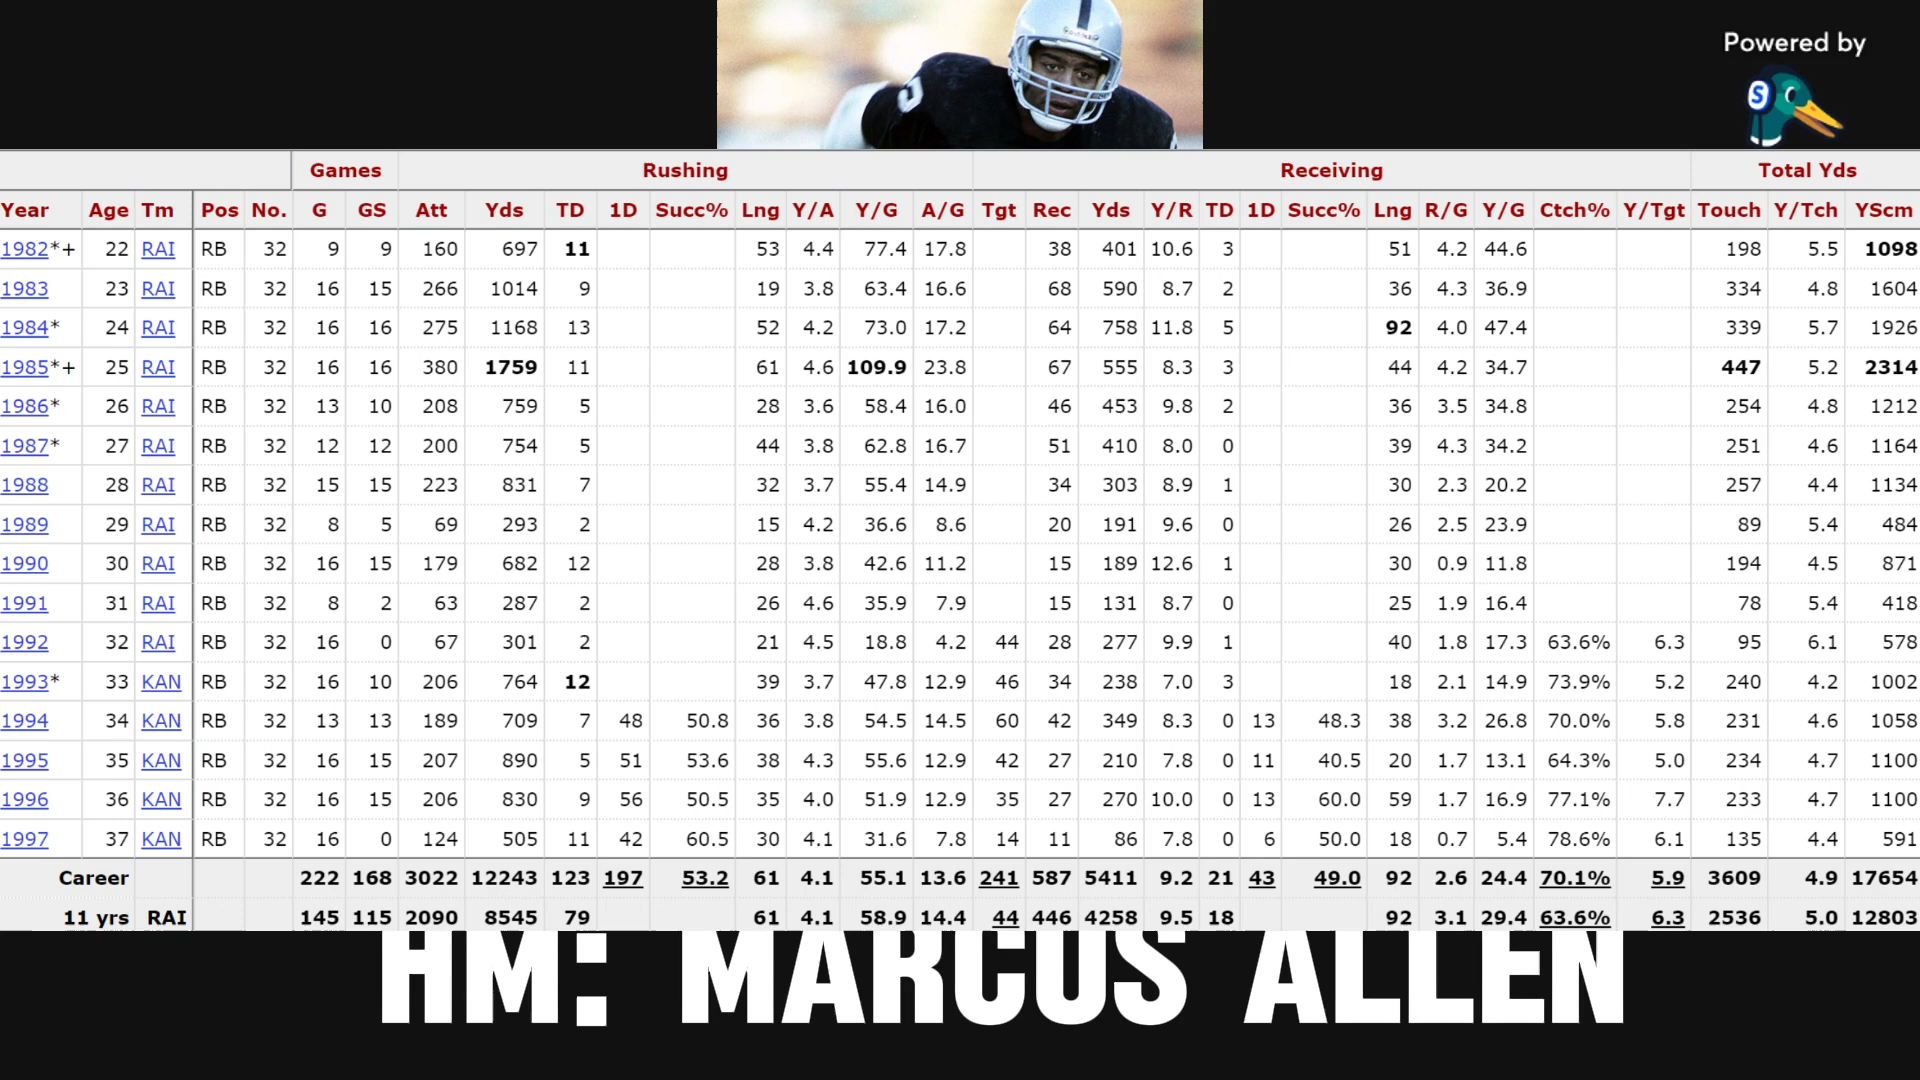 Powered by
S
Games Rushing Receiving Total Yds
Year Age Tm Pos No. G GS Att Yds TD 1D Succ% Lng Y/A Y/G A/G Tgt Rec Yds Y/R TD 1D Succ% Lng R/G Y/G Ctch% Y/Tgt Touch Y/Tch YScm
1982*+ 22 RAI RB 32 9 9 160 697 11 53 4.4 77.4 17.8 38 401 10.6 3 51 4.2 44.6 198 5.5 1098
1983 23 RAI RB 32 16 15 266 1014 9 19 3.8 63.4 16.6 68 590 8.7 2 36 4.3 36.9 334 4.8 1604
1984* 24 RAI RB 32 16 16 275 1168 13 52 4.2 73.0 17.2 64 758 11.8 5 92 4.0 47.4 339 5.7 1926
1985*+ 25 RAI RB 32 16 16 380 1759 11 61 4.6 109.9 23.8 67 555 8.3 3 44 4.2 34.7 447 5.2 2314
1986* 26 RAI RB 32 13 10 208 759 5 28 3.6 58.4 16.0 46 453 9.8 2 36 3.5 34.8 254 4.8 1212
1987* 27 RAI RB 32 12 12 200 754 5 44 3.8 62.8 16.7 51 410 8.0 0 39 4.3 34.2 251 4.6 1164
1988 28 RAI RB 32 15 15 223 831 7 32 3.7 55.4 14.9 34 303 8.9 1 30 2.3 20.2 257 4.4 1134
1989 29 RAI RB 32 8 5 69 293 2 15 4.2 36.6 8.6 20 191 9.6 0 26 2.5 23.9 89 5.4 484
1990 30 RAI RB 32 16 15 179 682 12 28 3.8 42.6 11.2 15 189 12.6 1 30 0.9 11.8 194 4.5 871
1991 31 RAI RB 32 8 2 63 287 2 26 4.6 35.9 7.9 15 131 8.7 0 25 1.9 16.4 78 5.4 418
1992 32 RAI RB 32 16 0 67 301 2 21 4.5 18.8 4.2 44 28 277 9.9 1 40 1.8 17.3 63.6% 6.3 95 6.1 578
1993* 33 KAN RB 32 16 10 206 764 12 39 3.7 47.8 12.9 46 34 238 7.0 3 18 2.1 14.9 73.9% 5.2 240 4.2 1002
1994 34 KAN RB 32 13 13 189 709 7 48 50.8 36 3.8 54.5 14.5 60 42 349 8.3 0 13 48.3 38 3.2 26.8 70.0% 5.8 231 4.6 1058
1995 35 KAN RB 32 16 15 207 890 5 51 53.6 38 4.3 55.6 12.9 42 27 210 7.8 0 11 40.5 20 1.7 13.1 64.3% 5.0 234 4.7 1100
1996 36 KAN RB 32 16 15 206 830 9 56 50.5 35 4.0 51.9 12.9 35 27 270 10.0 0 13 60.0 59 1.7 16.9 77.1% 7.7 233 4.7 1100
1997 37 KAN RB 32 16 0 124 505 11 42 60.5 30 4.1 31.6 7.8 14 11 86 7.8 0 6 50.0 18 0.7 5.4 78.6% 6.1 135 4.4 591
Career 222 168 3022 12243 123 197 53.2 61 4.1 55.1 13.6 241 587 5411 9.2 21 43 49.0 92 2.6 24.4 70.1% 5.9 3609 4.9 17654
11 yrs RAI 145 115 2090 8545 79 61 4.1 58.9 14.4 44 446 4258 9.5 18 92 3.1 29.4 63.6% 6.3 2536 5.0 12803
HM: MARCUS ALLEN